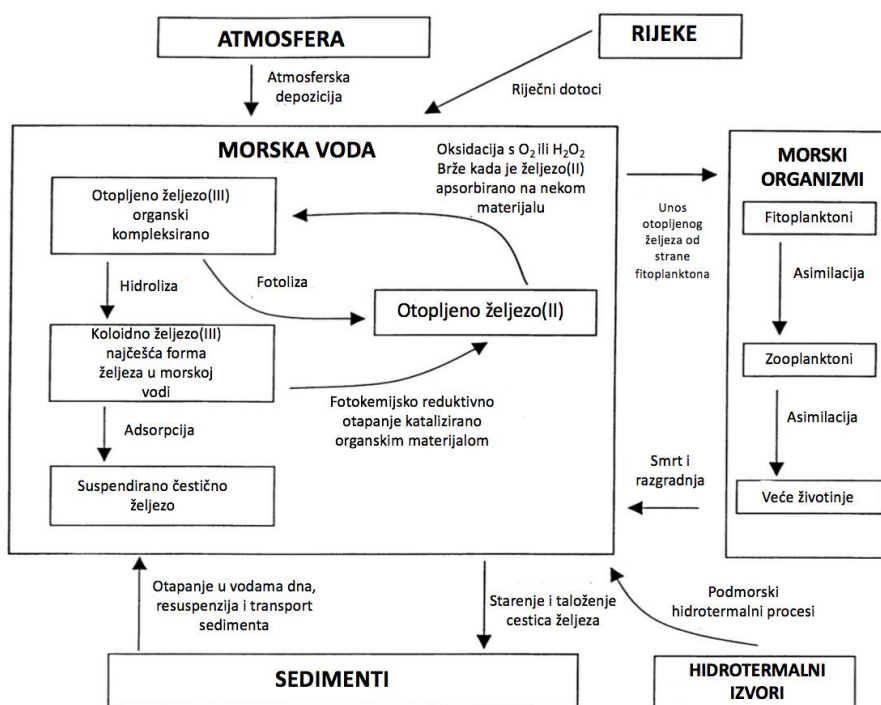 ATMOSFERA
RIJEKE
Atmosferska
depozicija
Riječni dotoci
MORSKA VODA
Oksidacija s O₂ ili H₂O₂
Brže kada je željezo(II)
apsorbirano na nekom
materijalu
Otopljeno željezo(III)
organski
kompleksirano
Hidroliza
Fotoliza
Otopljeno željezo(II)
Koloidno željezo(III)
najčešća forma
željeza u morskoj
vodi
Fotokemijsko reduktivno
otapanje katalizirano
organskim materijalom
Adsorpcija
Suspendirano čestično
željezo
Unos
otopljenog
željeza od
strane
fitoplanktona
MORSKI
ORGANIZMI
Fitoplanktoni
Asimilacija
Zooplanktoni
Asimilacija
Veće životinje
Smrt i
razgradnja
Otapanje u vodama dna,
resuspenzija i transport
sedimenta
Starenje i taloženje
cestica željeza
Podmorski
hidrotermalni procesi
SEDIMENTI
HIDROTERMALNI
IZVORI